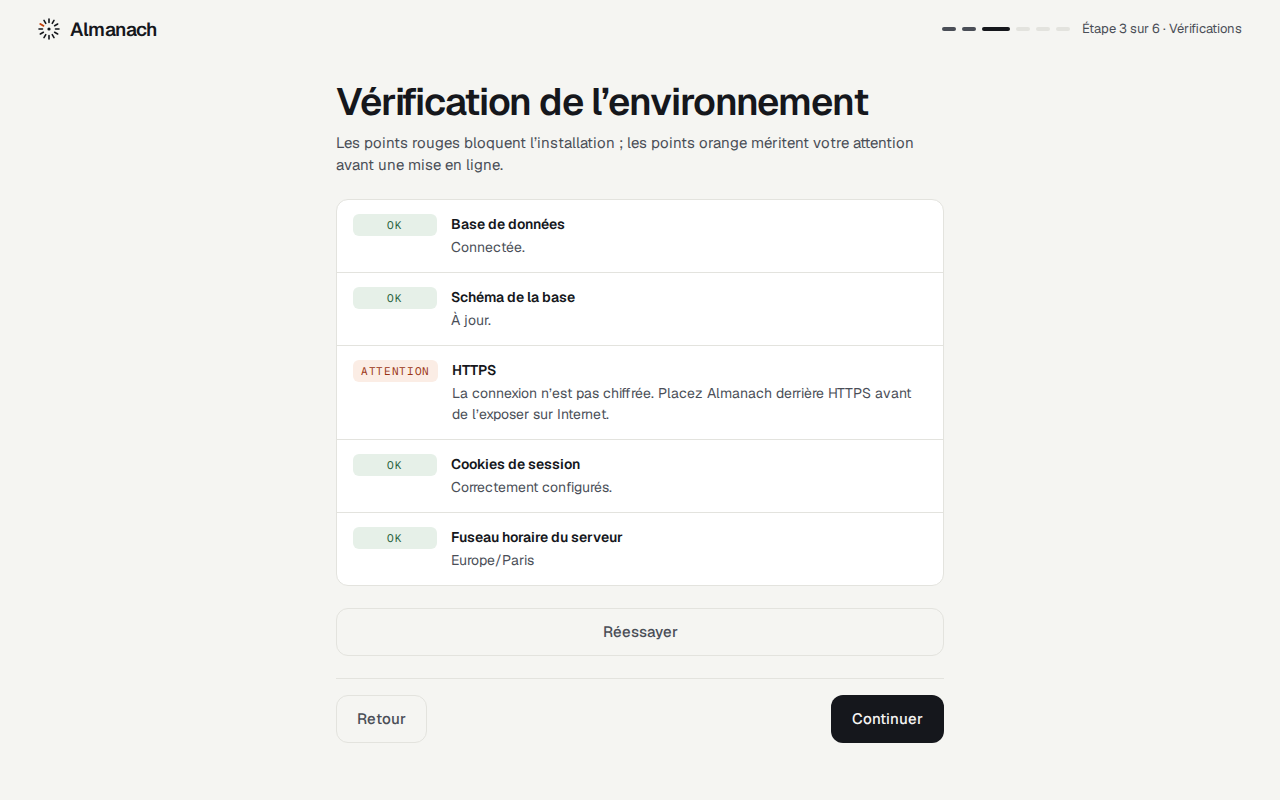 Almanach
Étape 3 sur 6 · Vérifications
Vérification de l’environnement
Les points rouges bloquent l’installation ; les points orange méritent votre attention
avant une mise en ligne.
OK
Base de données
Connectée.
OK
Schéma de la base
À jour.
ATTENTION
HTTPS
La connexion n’est pas chiffrée. Placez Almanach derrière HTTPS avant
de l’exposer sur Internet.
OK
Cookies de session
Correctement configurés.
OK
Fuseau horaire du serveur
Europe/Paris
Réessayer
Retour
Continuer